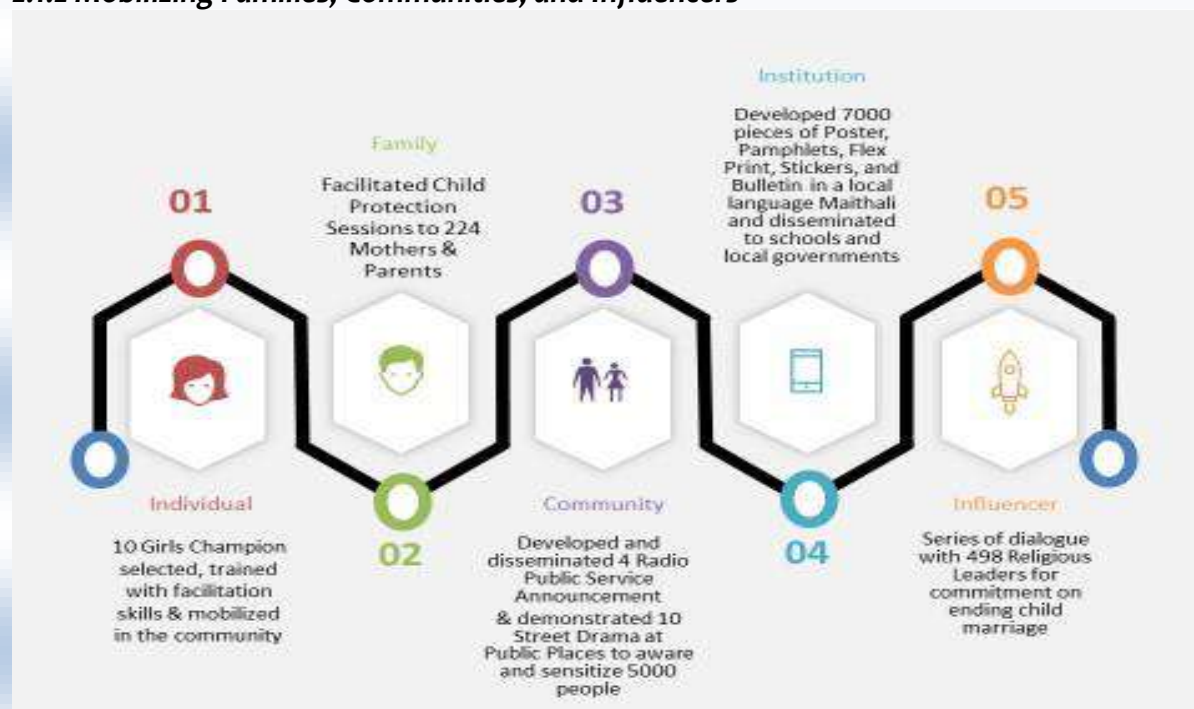 Mobilizing Families, Communities, and Influencers
01
Individual
10 Girls Champion
selected, trained
with facilitation
skills & mobilized
in the community
Family
Facilitated Child
Protection
Sessions to 224
Mothers &
Parents
02
03
Community
Developed and
disseminated 4 Radio
Public Service
Announcement
& demonstrated 10
Street Drama at
Public Places to aware
and sensitize 5000
people
Institution
Developed 7000
pieces of Poster,
Pamphlets, Flex
Print, Stickers, and
Bulletin in a local
language Maithali
and disseminated
to schools and
local governments
04
05
Influencer
Series of dialogue
with 498 Religious
Leaders for
commitment on
ending child
marriage